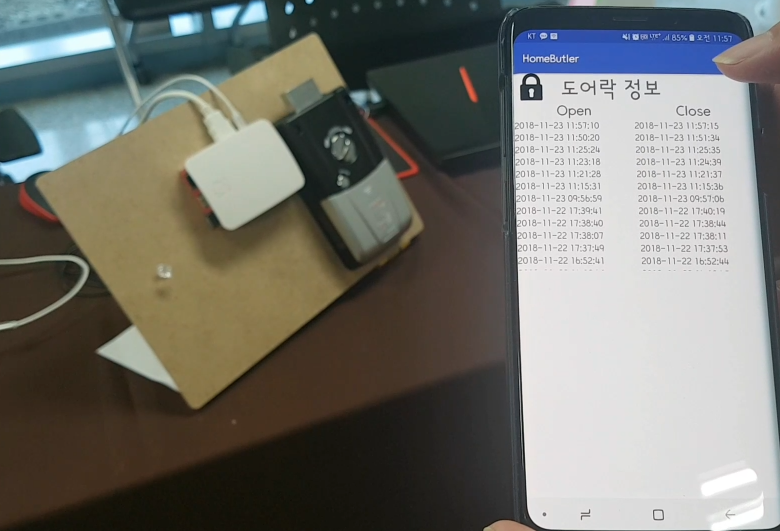 KT 85% 오전 11:57
HomeButler
도어락 정보
Open Close
2018-11-23 11:57:10 2018-11-23 11:57:15
2018-11-23 11:50:20 2018-11-23 11:51:34
2018-11-23 11:25:24 2018-11-23 11:25:35
2018-11-23 11:23:18 2018-11-23 11:24:39
2018-11-23 11:21:28 2018-11-23 11:21:37
2018-11-23 11:15:31 2018-11-23 11:15:36
2018-11-23 09:56:59 2018-11-23 09:57:06
2018-11-22 17:39:41 2018-11-22 17:40:19
2018-11-22 17:38:40 2018-11-22 17:38:44
2018-11-22 17:38:07 2018-11-22 17:38:11
2018-11-22 17:37:49 2018-11-22 17:37:53
2018-11-22 16:52:41 2018-11-22 16:52:44